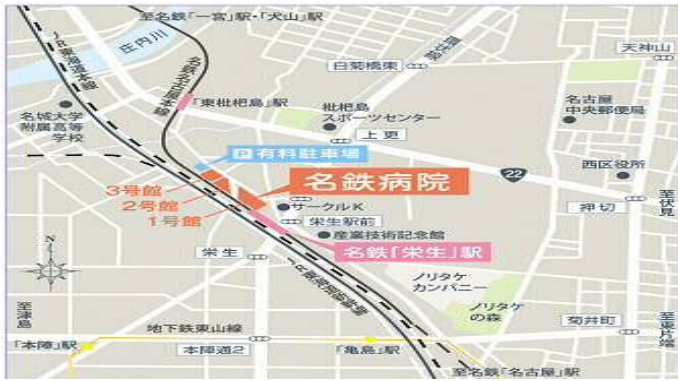 至名鉄「一宮」駅・「犬山」駅
庄内川
JR東海道本線
名鉄名古屋本線
白菊橋東
天神山
「東枇杷島」駅
名城大学
附属高等
学校
枇杷島
スポーツセンター
名古屋
中央郵便局
上更
P有料駐車場
22
西区役所
3号館
2号館
1号館
名鉄病院
サークルK
栄生駅前
押切
至伏見
産業技術記念館
栄生
名鉄「栄生」駅
N
ノリタケ
カンパニー
ノリタケ
の森
至津島
地下鉄東山線
菊井町
至東片端
「本陣」駅
本陣通2
「亀島」駅
至名鉄「名古屋」駅